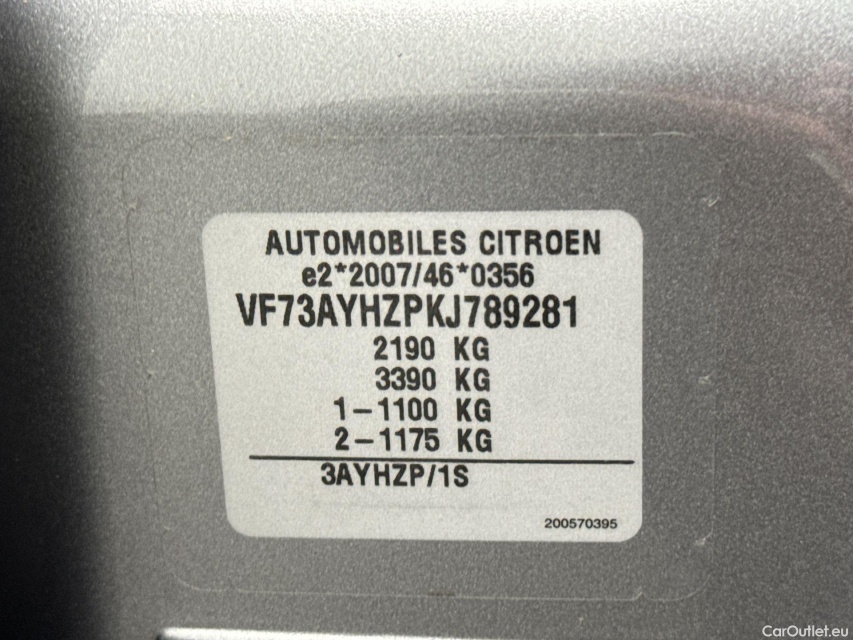 AUTOMOBILES CITROEN
e2*2007/46*0356
VF73AYHZPKJ789281
2190 KG
3390 KG
1-1100 KG
2-1175 KG
3AYHZP/1S
200570395
CarOutlet.eu